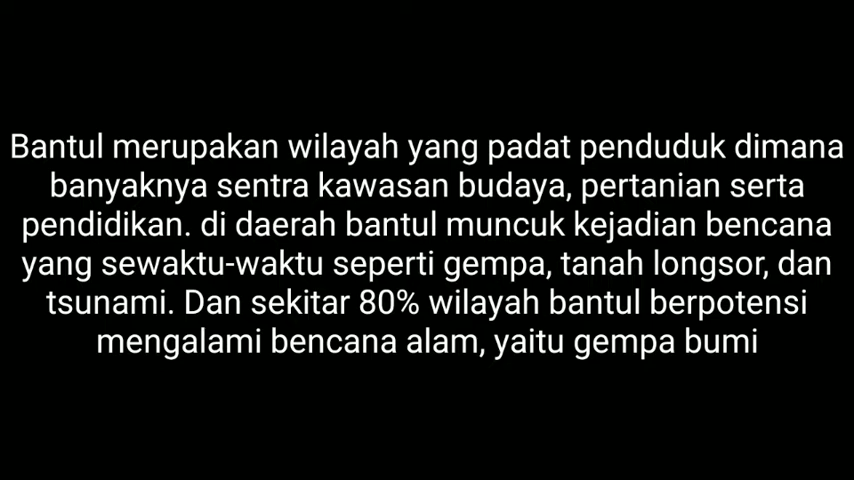 Bantul merupakan wilayah yang padat penduduk dimana
banyaknya sentra kawasan budaya, pertanian serta
pendidikan. di daerah bantul muncuk kejadian bencana
yang sewaktu-waktu seperti gempa, tanah longsor, dan
tsunami. Dan sekitar 80% wilayah bantul berpotensi
mengalami bencana alam, yaitu gempa bumi